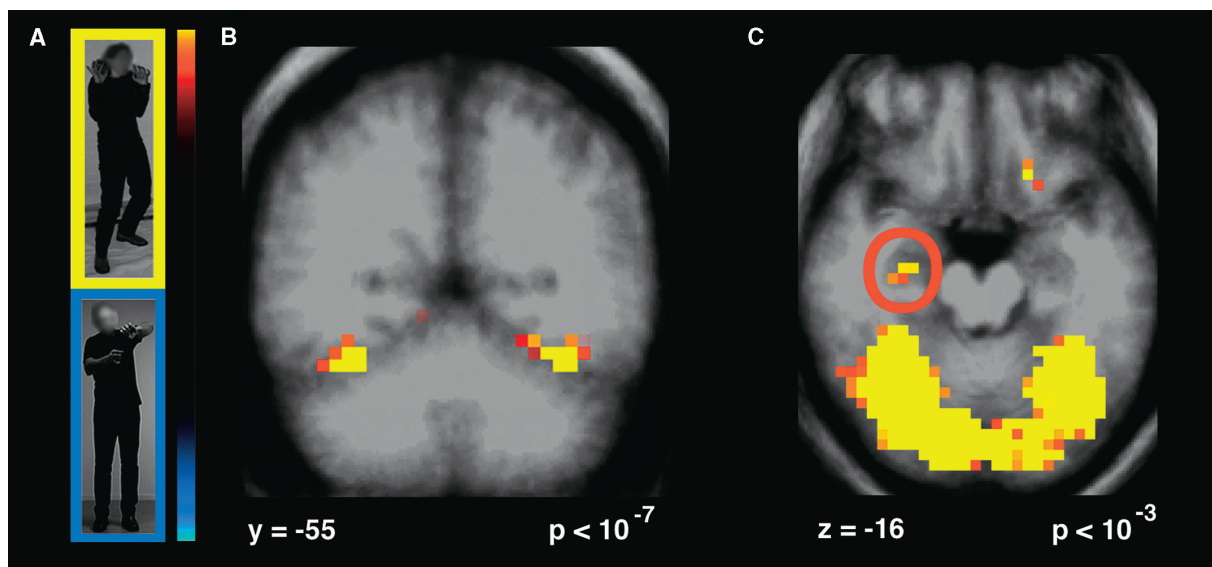 A
B
C
y = -55
p < 10⁻⁷
z = -16
p < 10⁻³